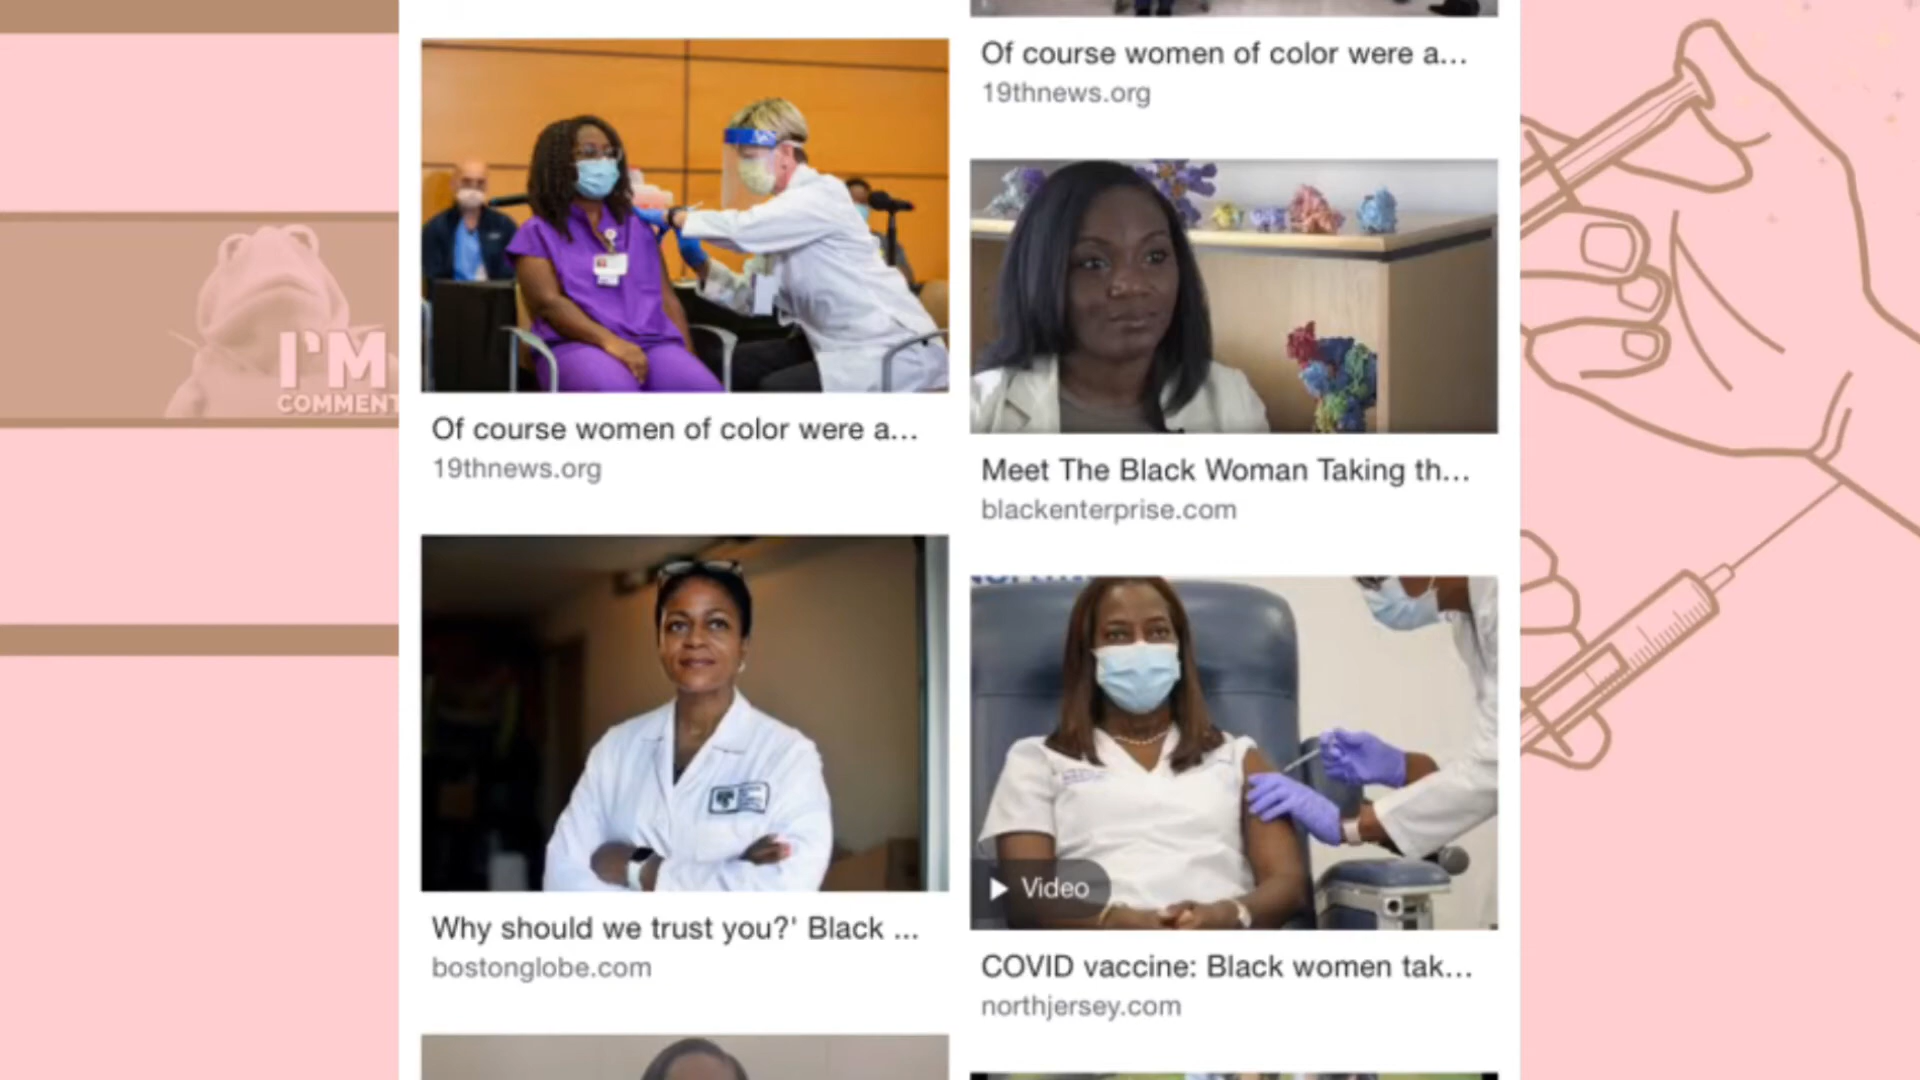 I'M
COMMENT
Of course women of color were a...
19thnews.org
Why should we trust you?' Black ...
bostonglobe.com
Of course women of color were a...
19thnews.org
Meet The Black Woman Taking th...
blackenterprise.com
Video
COVID vaccine: Black women tak...
northjersey.com